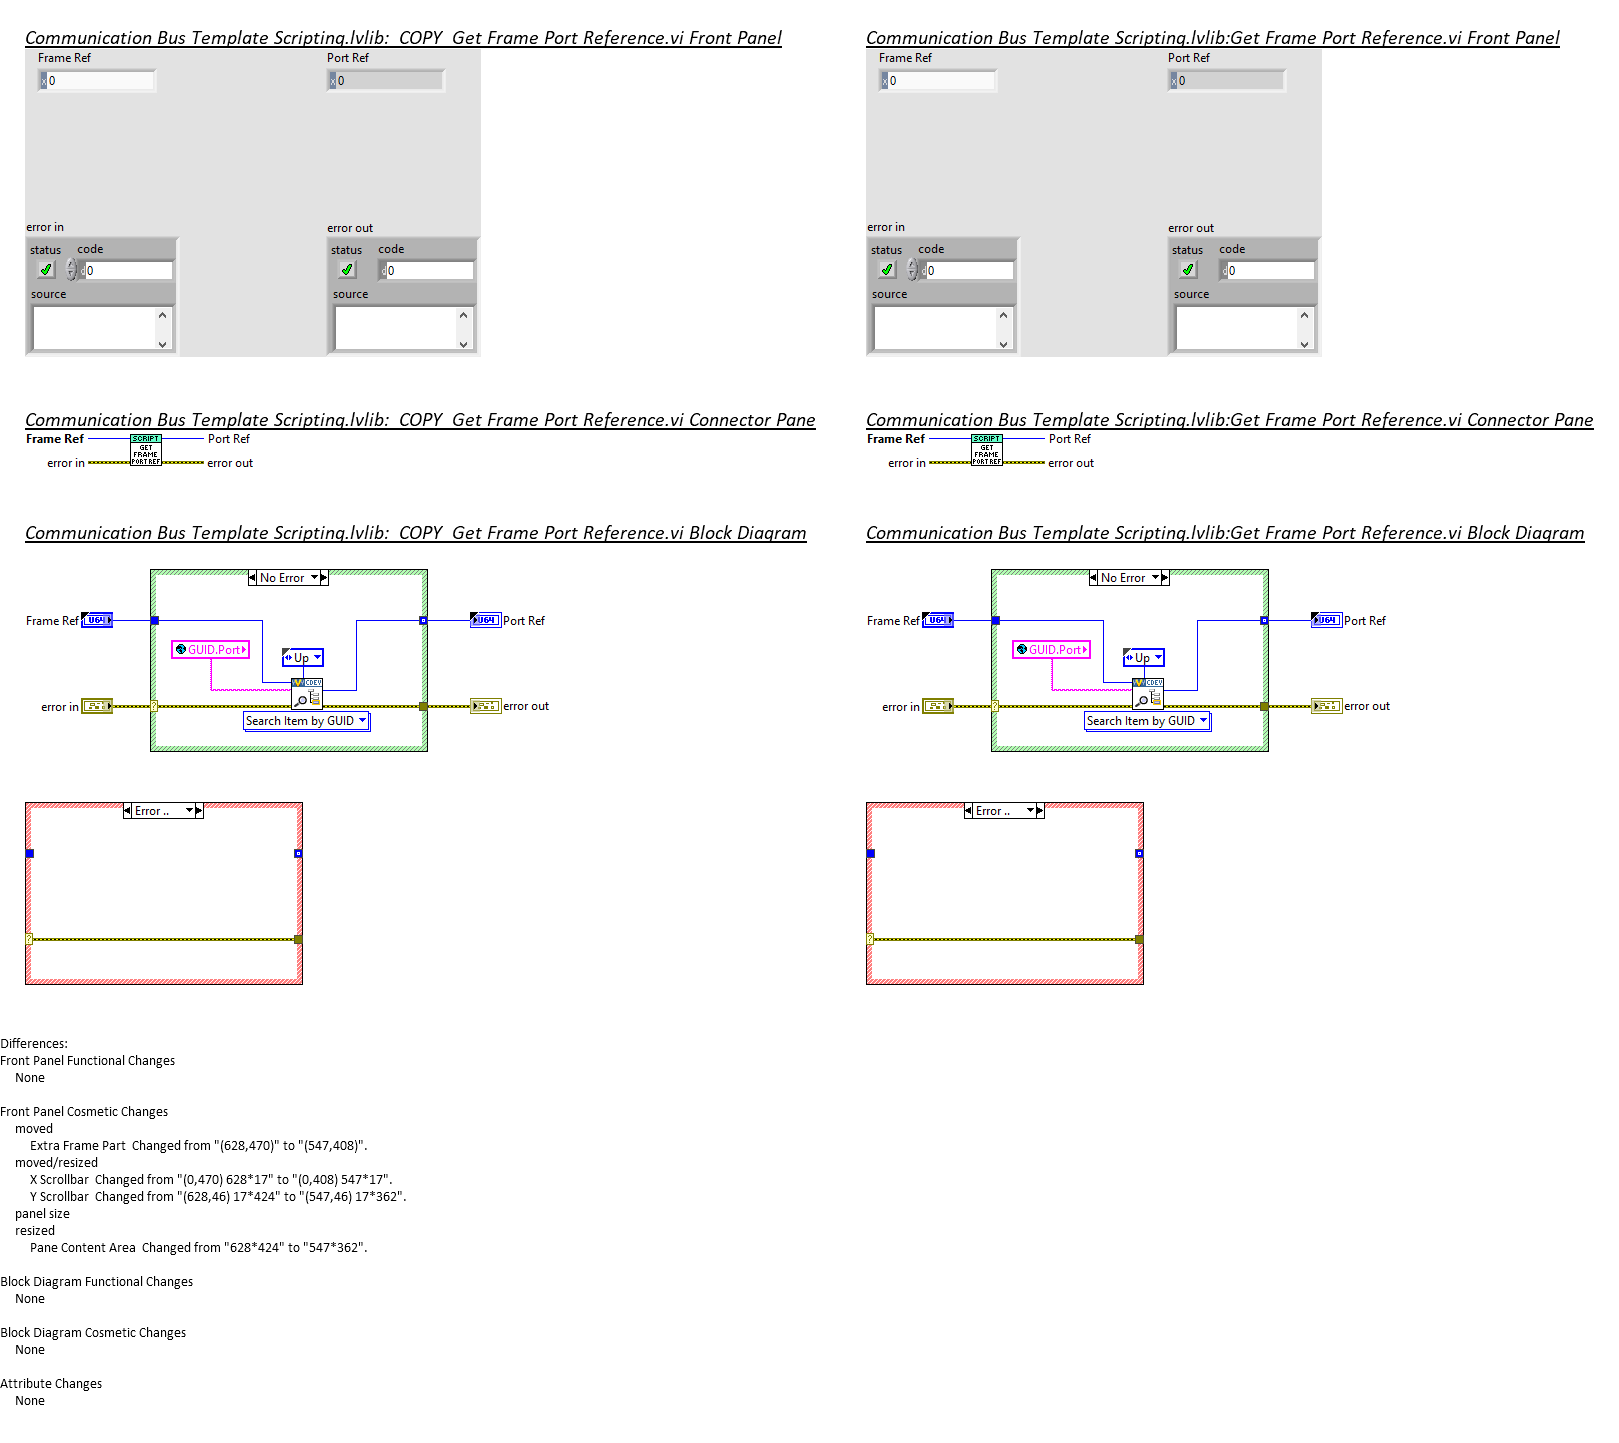 Communication Bus Template Scripting.lvlib:_COPY_Get Frame Port Reference.vi Front Panel
Frame Ref
Port Ref
x 0
x 0
error in
error out
status code
status code
d 0
d 0
source
source
Communication Bus Template Scripting.lvlib:Get Frame Port Reference.vi Front Panel
Frame Ref
Port Ref
x 0
x 0
error in
error out
status code
status code
d 0
d 0
source
source
Communication Bus Template Scripting.lvlib:_COPY_Get Frame Port Reference.vi Connector Pane
Frame Ref
SCRIPT
GET
FRAME
PORT REF
Port Ref
error in
error out
Communication Bus Template Scripting.lvlib:Get Frame Port Reference.vi Connector Pane
Frame Ref
SCRIPT
GET
FRAME
PORT REF
Port Ref
error in
error out
Communication Bus Template Scripting.lvlib:_COPY_Get Frame Port Reference.vi Block Diagram
No Error
Frame Ref
U64
U64
Port Ref
GUID.Port
Up
CDEV
error in
?
error out
Search Item by GUID
Error ..
?
Communication Bus Template Scripting.lvlib:Get Frame Port Reference.vi Block Diagram
No Error
Frame Ref
U64
U64
Port Ref
GUID.Port
Up
CDEV
error in
?
error out
Search Item by GUID
Error ..
?
Differences:
Front Panel Functional Changes
None
Front Panel Cosmetic Changes
moved
Extra Frame Part  Changed from "(628,470)" to "(547,408)".
moved/resized
X Scrollbar  Changed from "(0,470) 628*17" to "(0,408) 547*17".
Y Scrollbar  Changed from "(628,46) 17*424" to "(547,46) 17*362".
panel size
resized
Pane Content Area  Changed from "628*424" to "547*362".
Block Diagram Functional Changes
None
Block Diagram Cosmetic Changes
None
Attribute Changes
None